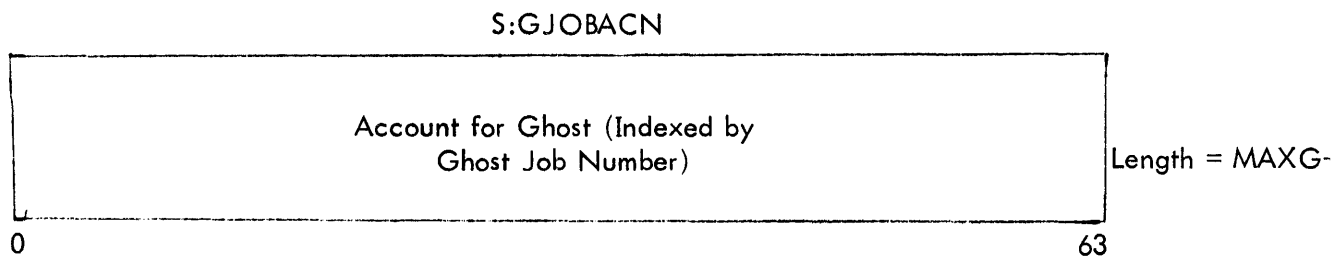 S:GJOBACN
Account for Ghost (Indexed by
Ghost Job Number)
Length = MAXG-
0
63